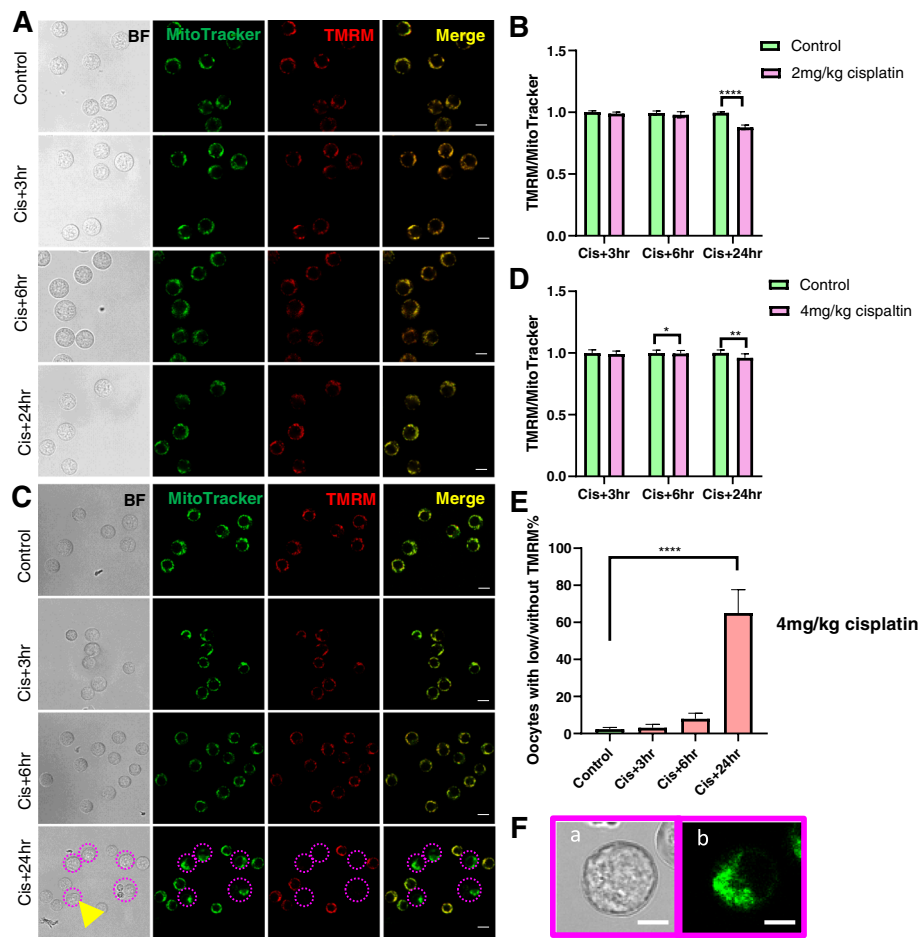 A
BF
MitoTracker
TMRM
Merge
Control
Cis+3hr
Cis+6hr
Cis+24hr
B
Control
2mg/kg cisplatin
TMRM/MitoTracker
1.5
1.0
0.5
0.0
****
Cis+3hr Cis+6hr Cis+24hr
C
BF
MitoTracker
TMRM
Merge
Control
Cis+3hr
Cis+6hr
Cis+24hr
D
Control
4mg/kg cispaltin
TMRM/MitoTracker
1.5
1.0
0.5
0.0
*
**
Cis+3hr Cis+6hr Cis+24hr
E
Oocytes with low/without TMRM%
100
80
60
40
20
0
****
Control
Cis+3hr
Cis+6hr
Cis+24hr
4mg/kg cisplatin
F
a
b